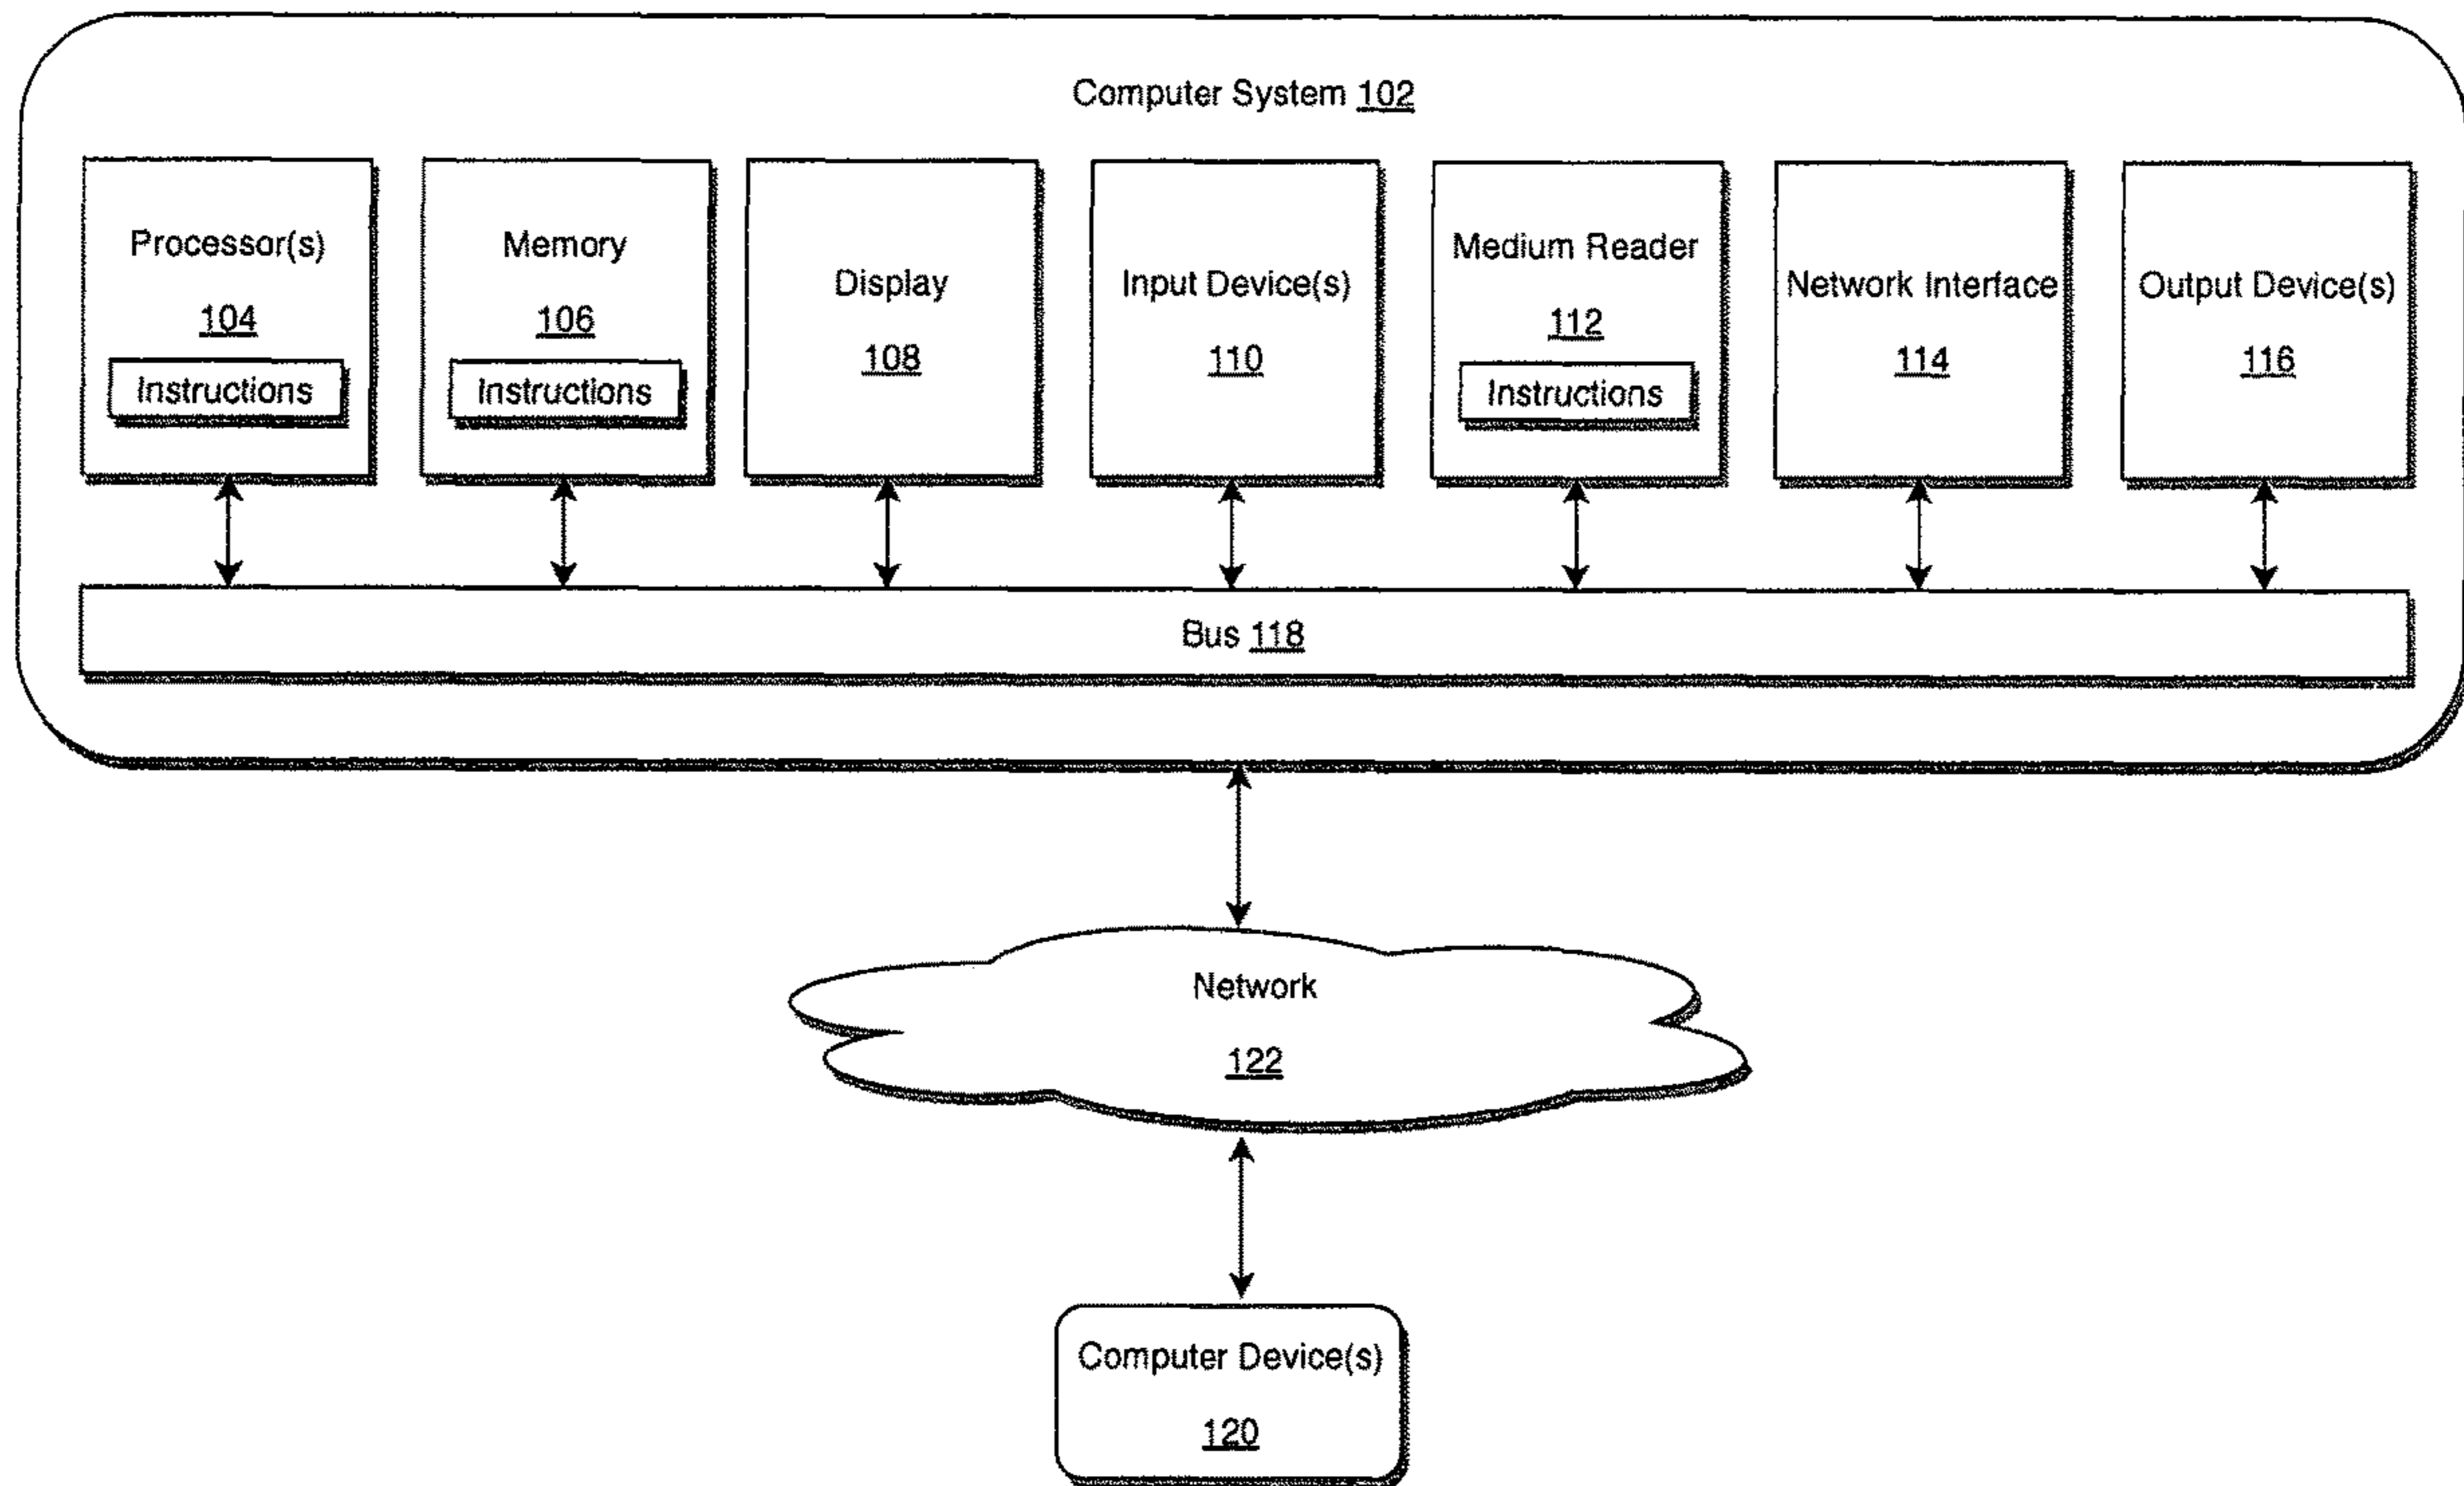 Computer System 102
Processor(s)
104
Instructions
Memory
106
Instructions
Display
108
Input Device(s)
110
Medium Reader
112
Instructions
Network Interface
114
Output Device(s)
116
Bus 118
Network
122
Computer Device(s)
120